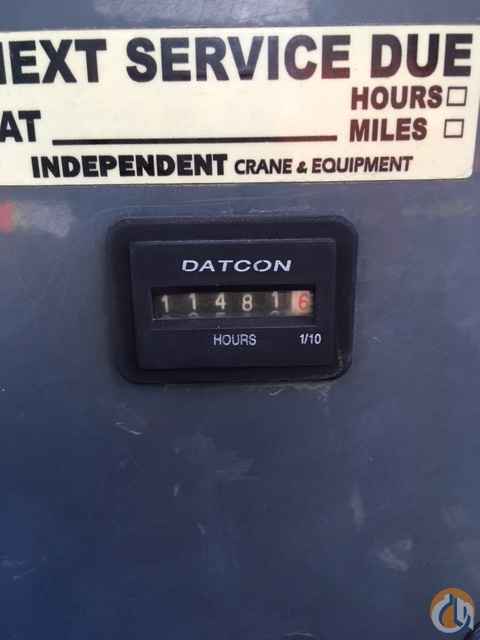 NEXT SERVICE DUE
HOURS
AT MILES
INDEPENDENT CRANE & EQUIPMENT
DATCON
114816
HOURS 1/10